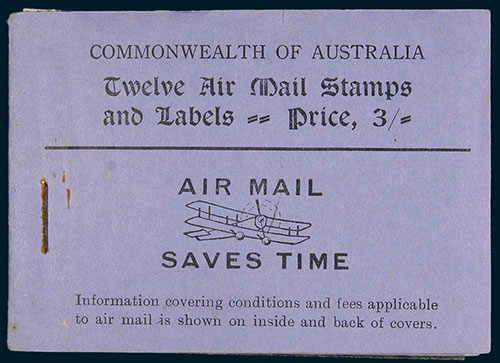 COMMONWEALTH OF AUSTRALIA
Twelve Air Mail Stamps
and Labels -- Price, 3/-
AIR MAIL
SAVES TIME
Information covering conditions and fees applicable
to air mail is shown on inside and back of covers.